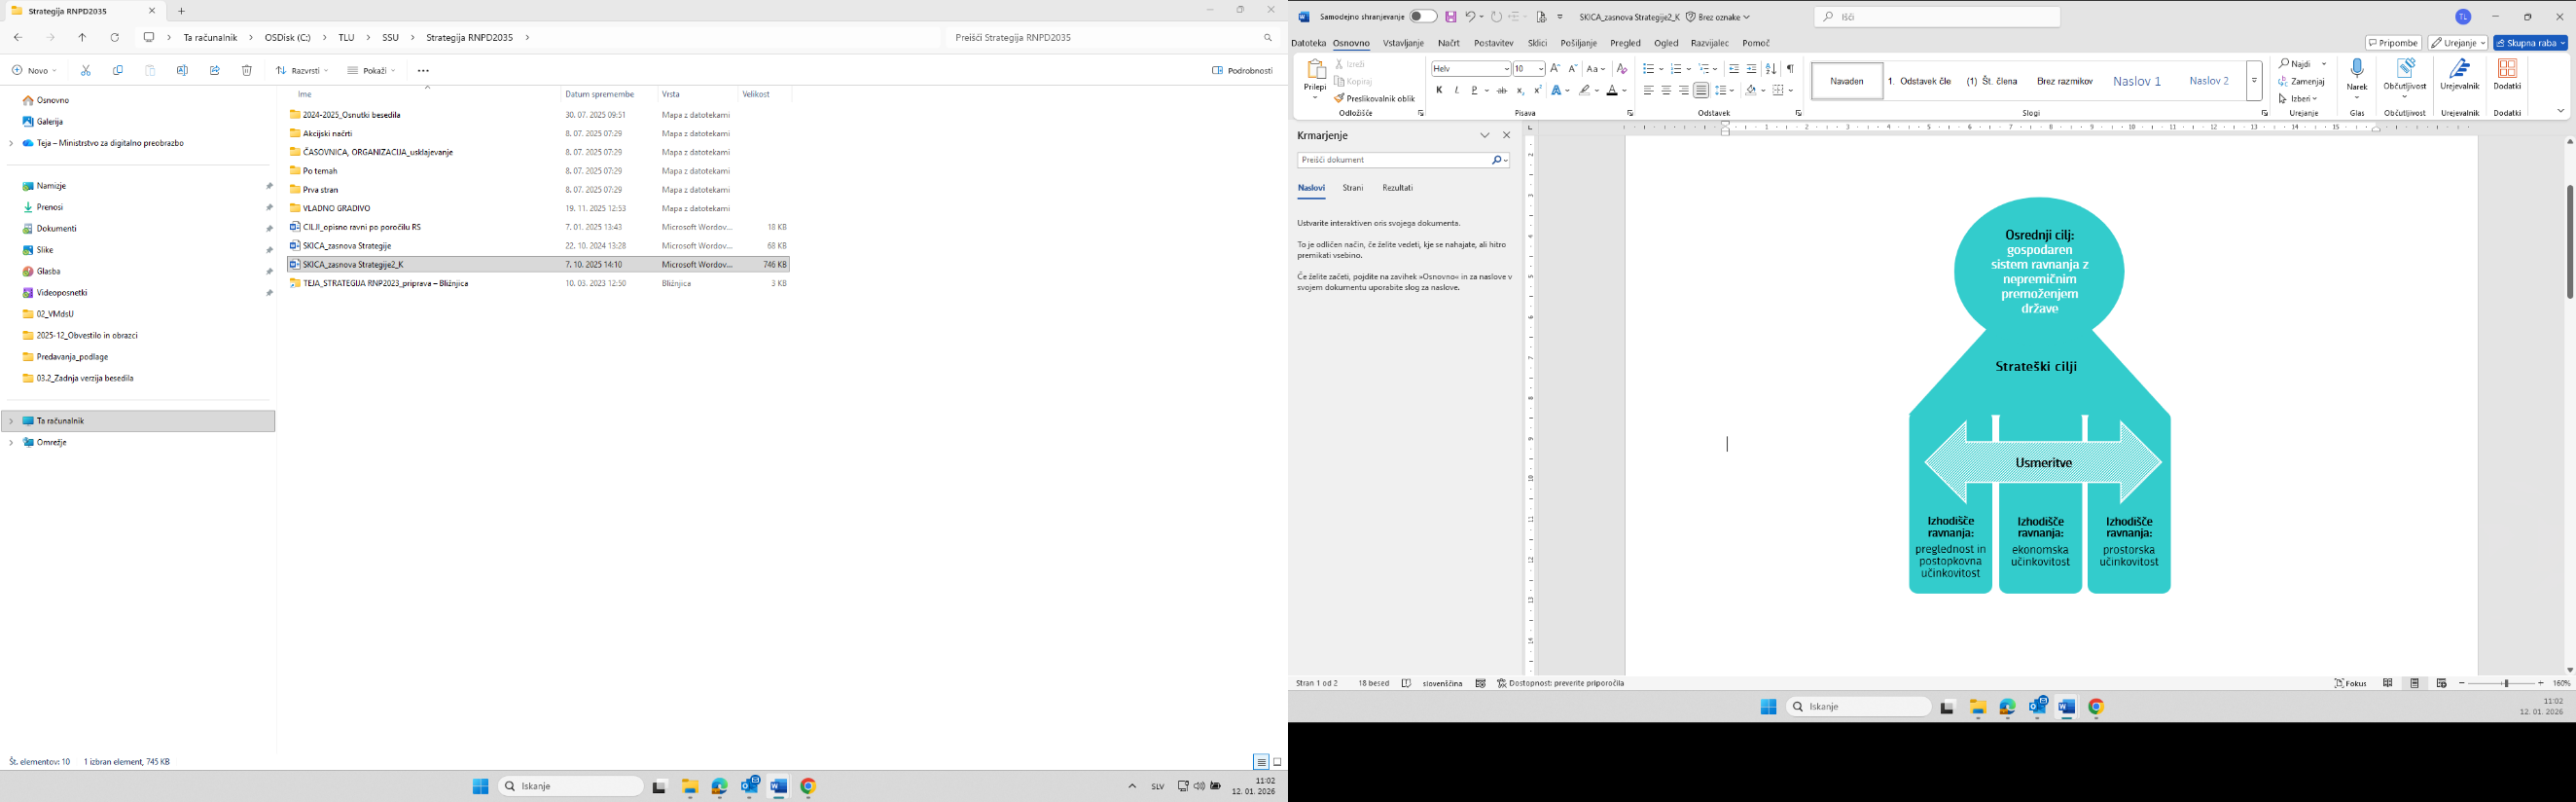 Strategija RNPD2035
Ta računalnik > OSDisk (C:) > TLU > SSU > Strategija RNPD2035 >
Preišči Strategija RNPD2035
Novo
Razvrsti
Pokaži
Podrobnosti
Osnovno
Galerija
Teja – Ministrstvo za digitalno preobrazbo
Namizje
Prenosi
Dokumenti
Slike
Glasba
Videoposnetki
02_VMdsU
2025-12_Obvestilo in obrazci
Predavanja_podlage
03.2_Zadnja verzija besedila
Ta računalnik
Omrežje
Ime Datum spremembe Vrsta Velikost
2024-2025_Osnutki besedila 30. 07. 2025 09:51 Mapa z datotekami
Akcijski načrti 8. 07. 2025 07:29 Mapa z datotekami
ČASOVNICA, ORGANIZACIJA_usklajevanje 8. 07. 2025 07:29 Mapa z datotekami
Po temah 8. 07. 2025 07:29 Mapa z datotekami
Prva stran 8. 07. 2025 07:29 Mapa z datotekami
VLADNO GRADIVO 19. 11. 2025 12:53 Mapa z datotekami
CILJI_opisno ravni po poročilu RS 7. 01. 2025 13:43 Microsoft Wordov... 18 KB
SKICA_zasnova Strategije 22. 10. 2024 13:28 Microsoft Wordov... 68 KB
SKICA_zasnova Strategije2_K 7. 10. 2025 14:10 Microsoft Wordov... 746 KB
TEJA_STRATEGIJA RNP2023_priprava – Bližnjica 10. 03. 2023 12:50 Bližnjica 3 KB
Št. elementov: 10 1 izbran element, 745 KB
Iskanje
SLV
11:02
12. 01. 2026
Samodejno shranjevanje
SKICA_zasnova Strategije2_K
Brez oznake
Išči
TL
Datoteka Osnovno Vstavljanje Načrt Postavitev Sklici Pošiljanje Pregled Ogled Razvijalec Pomoč
Pripombe
Urejanje
Skupna raba
Prilepi
Izreži
Kopiraj
Preslikovalnik oblik
Odložišče
Helv 10
K L P ab
Pisava
Odstavek
Navaden
1. Odstavek čle
(1) Št. člena
Brez razmikov
Naslov 1
Naslov 2
Slogi
Najdi
Zamenjaj
Izberi
Urejanje
Narek
Glas
Občutljivost
Občutljivost
Urejevalnik
Urejevalnik
Dodatki
Dodatki
Krmarjenje
Preišči dokument
Naslovi Strani Rezultati
Ustvarite interaktiven oris svojega dokumenta.
To je odličen način, če želite vedeti, kje se nahajate, ali hitro
premikati vsebino.
Če želite začeti, pojdite na zavihek »Osnovno« in za naslove v
svojem dokumentu uporabite slog za naslove.
Osrednji cilj:
gospodaren
sistem ravnanja z
nepremičnim
premoženjem
države
Strateški cilji
Usmeritve
Izhodišče
ravnanja:
preglednost in
postopkovna
učinkovitost
Izhodišče
ravnanja:
ekonomska
učinkovitost
Izhodišče
ravnanja:
prostorska
učinkovitost
Stran 1 od 2 18 besed slovenščina Dostopnost: preverite priporočila
Fokus
160%
Iskanje
11:02
12. 01. 2026